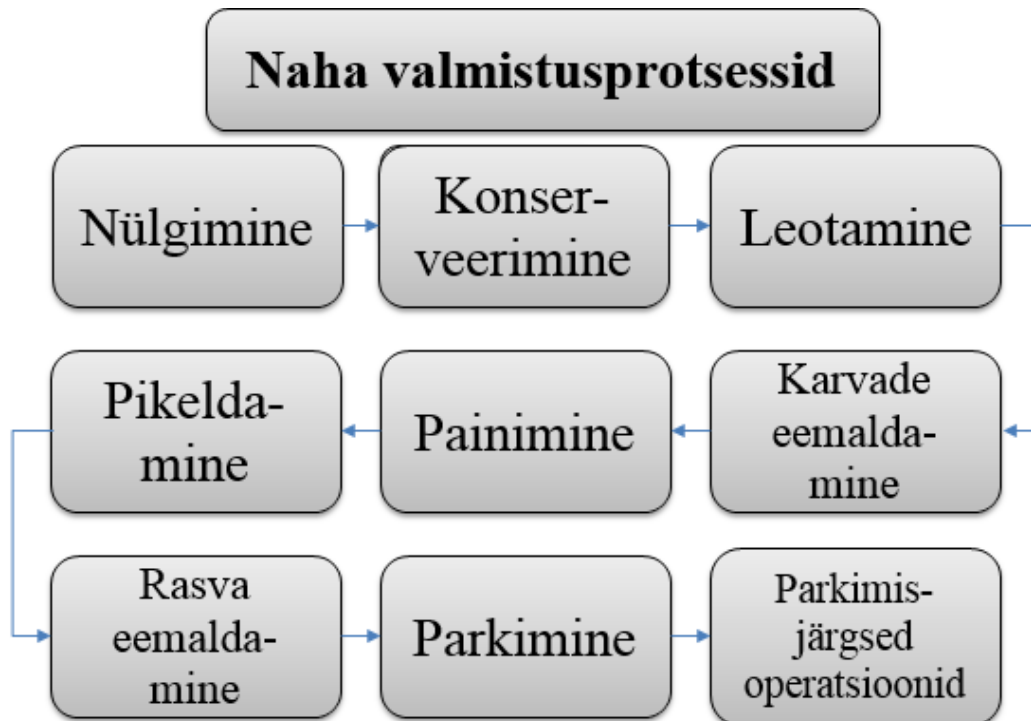 Naha valmistusprotsessid
Nülgimine
Konser-
veerimine
Leotamine
Karvade
eemalda-
mine
Painimine
Pikelda-
mine
Rasva
eemalda-
mine
Parkimine
Parkimis-
järgsed
operatsioonid